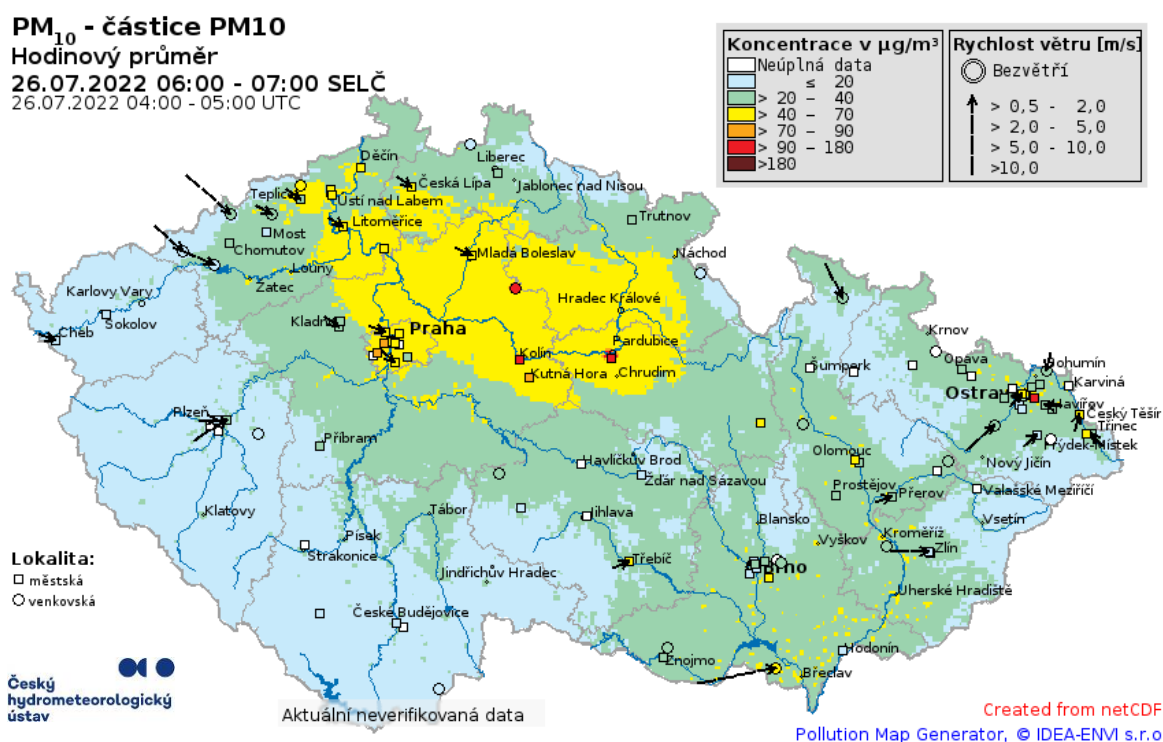 PM10 - částice PM10
Hodinový průměr
26.07.2022 06:00 - 07:00 SELČ
26.07.2022 04:00 - 05:00 UTC
Koncentrace v µg/m³
Neúplná data
≤ 20
> 20 – 40
> 40 – 70
> 70 – 90
> 90 – 180
>180
Rychlost větru [m/s]
Bezvětří
> 0,5 - 2,0
> 2,0 - 5,0
> 5,0 - 10,0
>10,0
Děčín
Liberec
Česká Lípa
Jablonec nad Nisou
Teplice
Ústí nad Labem
Litoměřice
Trutnov
Most
Chomutov
Mladá Boleslav
Náchod
Louny
Žatec
Karlovy Vary
Sokolov
Hradec Králové
Cheb
Kladno
Praha
Pardubice
Krnov
Kolín
Opava
Bohumín
Kutná Hora
Chrudim
Šumperk
Karviná
Ostrava
Havířov
Český Těšín
Plzeň
Třinec
Příbram
Frýdek-Místek
Olomouc
Havlíčkův Brod
Nový Jičín
Žďár nad Sázavou
Prostějov
Přerov
Valašské Meziříčí
Klatovy
Tábor
Jihlava
Blansko
Vsetín
Písek
Vyškov
Kroměříž
Strakonice
Zlín
Třebíč
Brno
Jindřichův Hradec
Uherské Hradiště
České Budějovice
Hodonín
Znojmo
Břeclav
Lokalita:
městská
venkovská
Český
hydrometeorologický
ústav
Aktuální neverifikovaná data
Created from netCDF
Pollution Map Generator, © IDEA-ENVI s.r.o